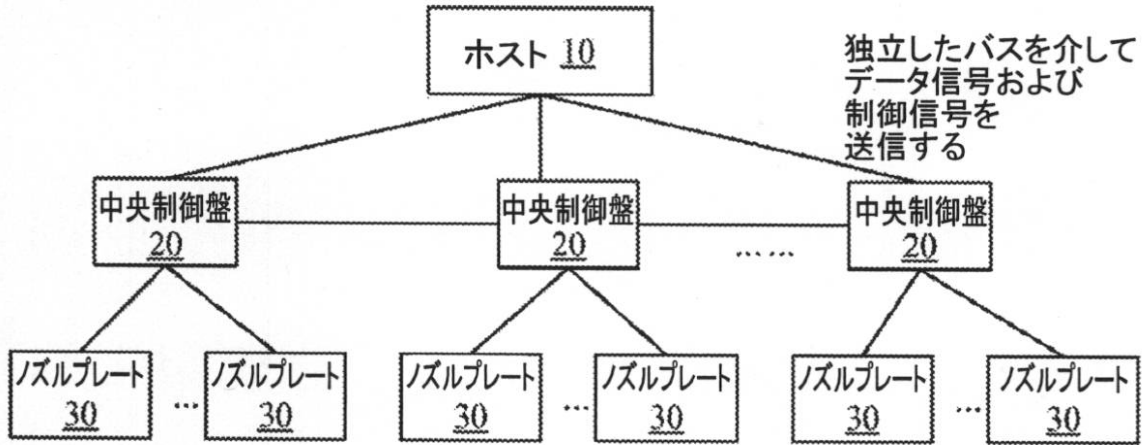 ホスト 10
独立したバスを介して
データ信号および
制御信号を
送信する
中央制御盤
20
中央制御盤
20
……
中央制御盤
20
ノズルプレート
30
…
ノズルプレート
30
ノズルプレート
30
…
ノズルプレート
30
ノズルプレート
30
…
ノズルプレート
30